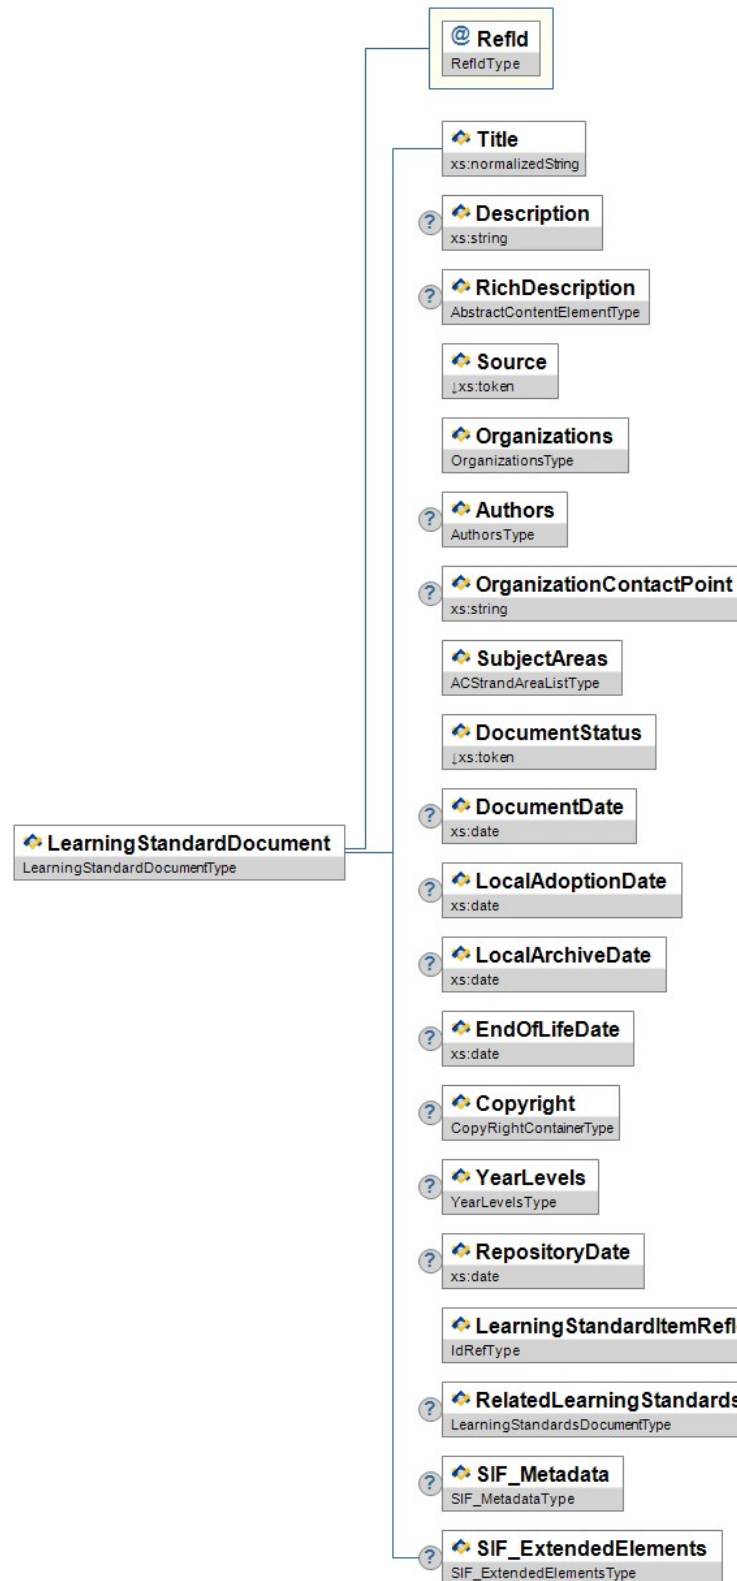 @ RefId
RefIdType
Title
xs:normalizedString
? Description
xs:string
? RichDescription
AbstractContentElementType
Source
↓xs:token
Organizations
OrganizationsType
? Authors
AuthorsType
? OrganizationContactPoint
xs:string
SubjectAreas
ACStrandAreaListType
DocumentStatus
↓xs:token
LearningStandardDocument
LearningStandardDocumentType
? DocumentDate
xs:date
? LocalAdoptionDate
xs:date
? LocalArchiveDate
xs:date
? EndOfLifeDate
xs:date
? Copyright
CopyRightContainerType
? YearLevels
YearLevelsType
? RepositoryDate
xs:date
LearningStandardItemRefI
IdRefType
? RelatedLearningStandards
LearningStandardsDocumentType
? SIF_Metadata
SIF_MetadataType
? SIF_ExtendedElements
SIF_ExtendedElementsType